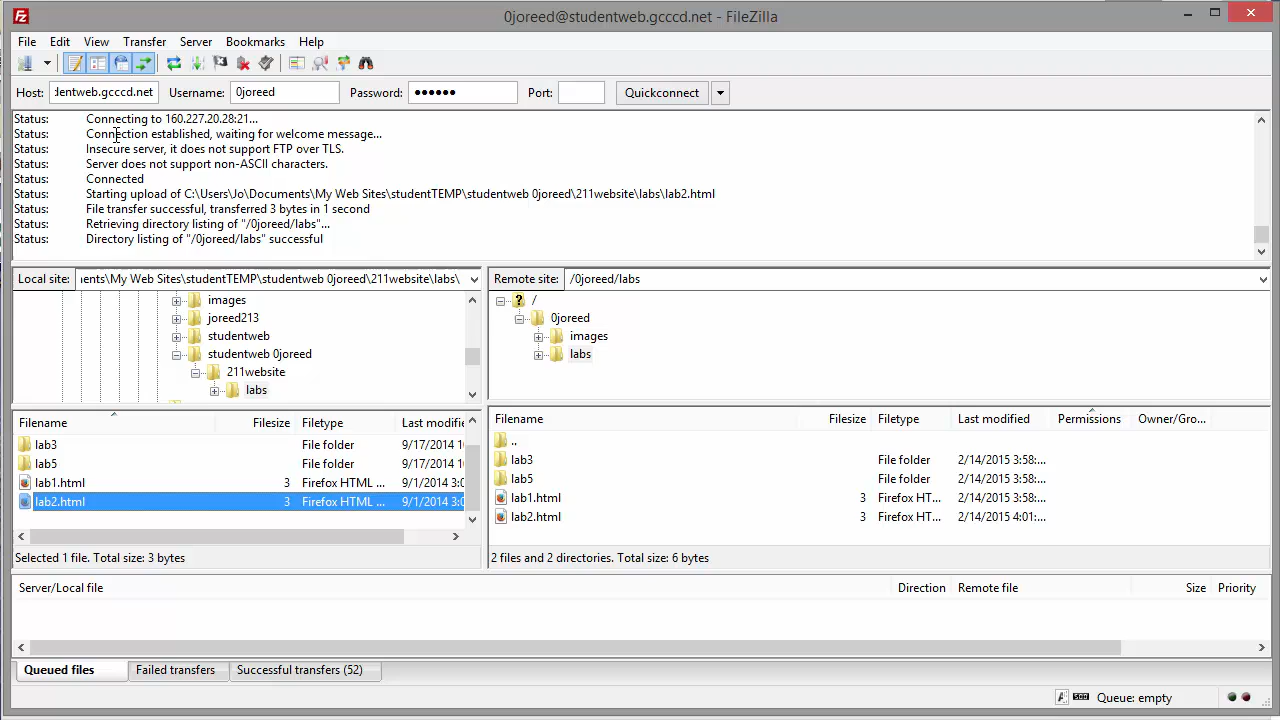 0joreed@studentweb.gcccd.net - FileZilla
File Edit View Transfer Server Bookmarks Help
Host: dentweb.gcccd.net Username: 0joreed Password: ●●●●●● Port: Quickconnect
Status: Connecting to 160.227.20.28:21...
Status: Connection established, waiting for welcome message...
Status: Insecure server, it does not support FTP over TLS.
Status: Server does not support non-ASCII characters.
Status: Connected
Status: Starting upload of C:\Users\Jo\Documents\My Web Sites\studentTEMP\studentweb 0joreed\211website\labs\lab2.html
Status: File transfer successful, transferred 3 bytes in 1 second
Status: Retrieving directory listing of "/0joreed/labs"...
Status: Directory listing of "/0joreed/labs" successful
Local site: ents\My Web Sites\studentTEMP\studentweb 0joreed\211website\labs\
images
joreed213
studentweb
studentweb 0joreed
211website
labs
Filename Filesize Filetype Last modifie
lab3 File folder 9/17/2014 1
lab5 File folder 9/17/2014 1
lab1.html 3 Firefox HTML ... 9/1/2014 3:0
lab2.html 3 Firefox HTML ... 9/1/2014 3:0
Selected 1 file. Total size: 3 bytes
Remote site: /0joreed/labs
? /
0joreed
images
labs
Filename Filesize Filetype Last modified Permissions Owner/Gro...
..
lab3 File folder 2/14/2015 3:58:...
lab5 File folder 2/14/2015 3:58:...
lab1.html 3 Firefox HT... 2/14/2015 3:58:...
lab2.html 3 Firefox HT... 2/14/2015 4:01:...
2 files and 2 directories. Total size: 6 bytes
Server/Local file Direction Remote file Size Priority
Queued files Failed transfers Successful transfers (52)
Queue: empty